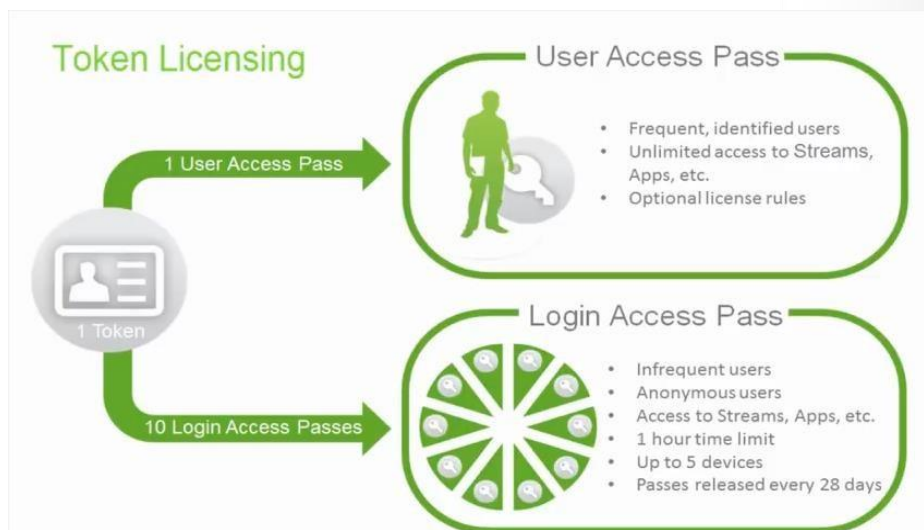 Token Licensing
User Access Pass
• Frequent, identified users
• Unlimited access to Streams,
Apps, etc.
• Optional license rules
1 User Access Pass
1 Token
10 Login Access Passes
Login Access Pass
• Infrequent users
• Anonymous users
• Access to Streams, Apps, etc.
• 1 hour time limit
• Up to 5 devices
• Passes released every 28 days